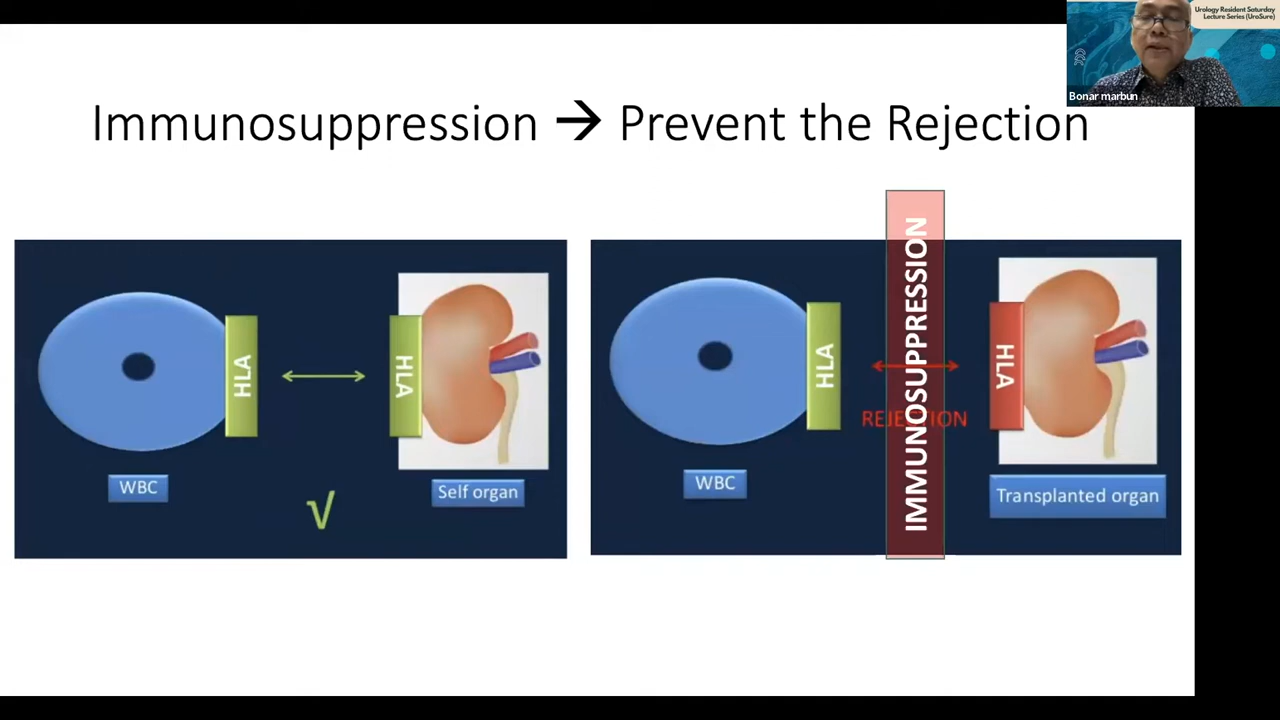 Urology Resident Saturday
Lecture Series (UroSure)
Bonar marbun
Immunosuppression → Prevent the Rejection
HLA
HLA
WBC
Self organ
√
HLA
IMMUNOSUPPRESSION
REJECTION
HLA
WBC
Transplanted organ